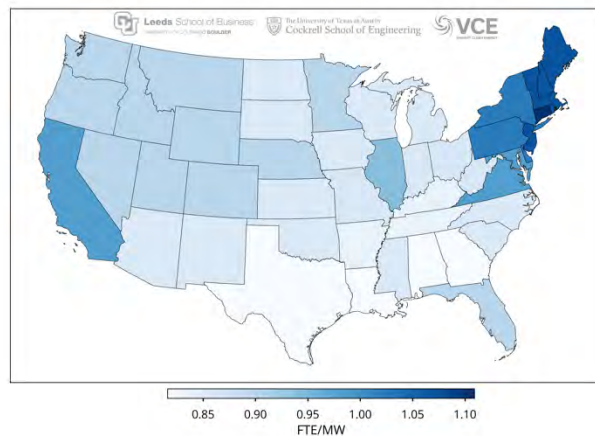 Leeds School of Business
The University of Texas at Austin
Cockrell School of Engineering
VCE
0.85 0.90 0.95 1.00 1.05 1.10
FTE/MW